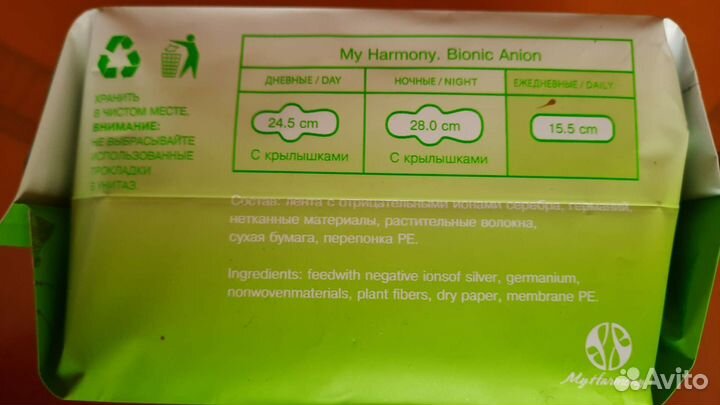 My Harmony. Bionic Anion
ДНЕВНЫЕ / DAY
НОЧНЫЕ / NIGHT
ЕЖЕДНЕВНЫЕ / DAILY
24.5 cm
28.0 cm
15.5 cm
С крылышками
С крылышками
ХРАНИТЬ
В ЧИСТОМ МЕСТЕ.
ВНИМАНИЕ:
НЕ ВЫБРАСЫВАЙТЕ
ИСПОЛЬЗОВАННЫЕ
ПРОКЛАДКИ
В УНИТАЗ.
Состав: лента с отрицательными ионами серебра, германий,
нетканные материалы, растительные волокна,
сухая бумага, перепонка PE.
Ingredients: feedwith negative ionsof silver, germanium,
nonwovenmaterials, plant fibers, dry paper, membrane PE.
My Harmony
Avito